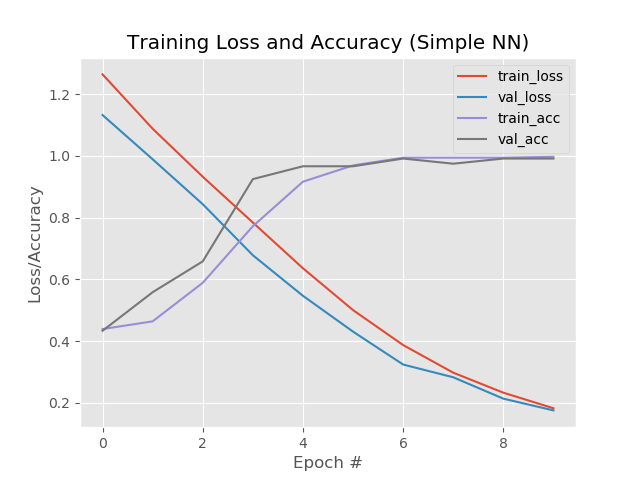 Training Loss and Accuracy (Simple NN)
train_loss
val_loss
train_acc
val_acc
Loss/Accuracy
1.2
1.0
0.8
0.6
0.4
0.2
0 2 4 6 8
Epoch #